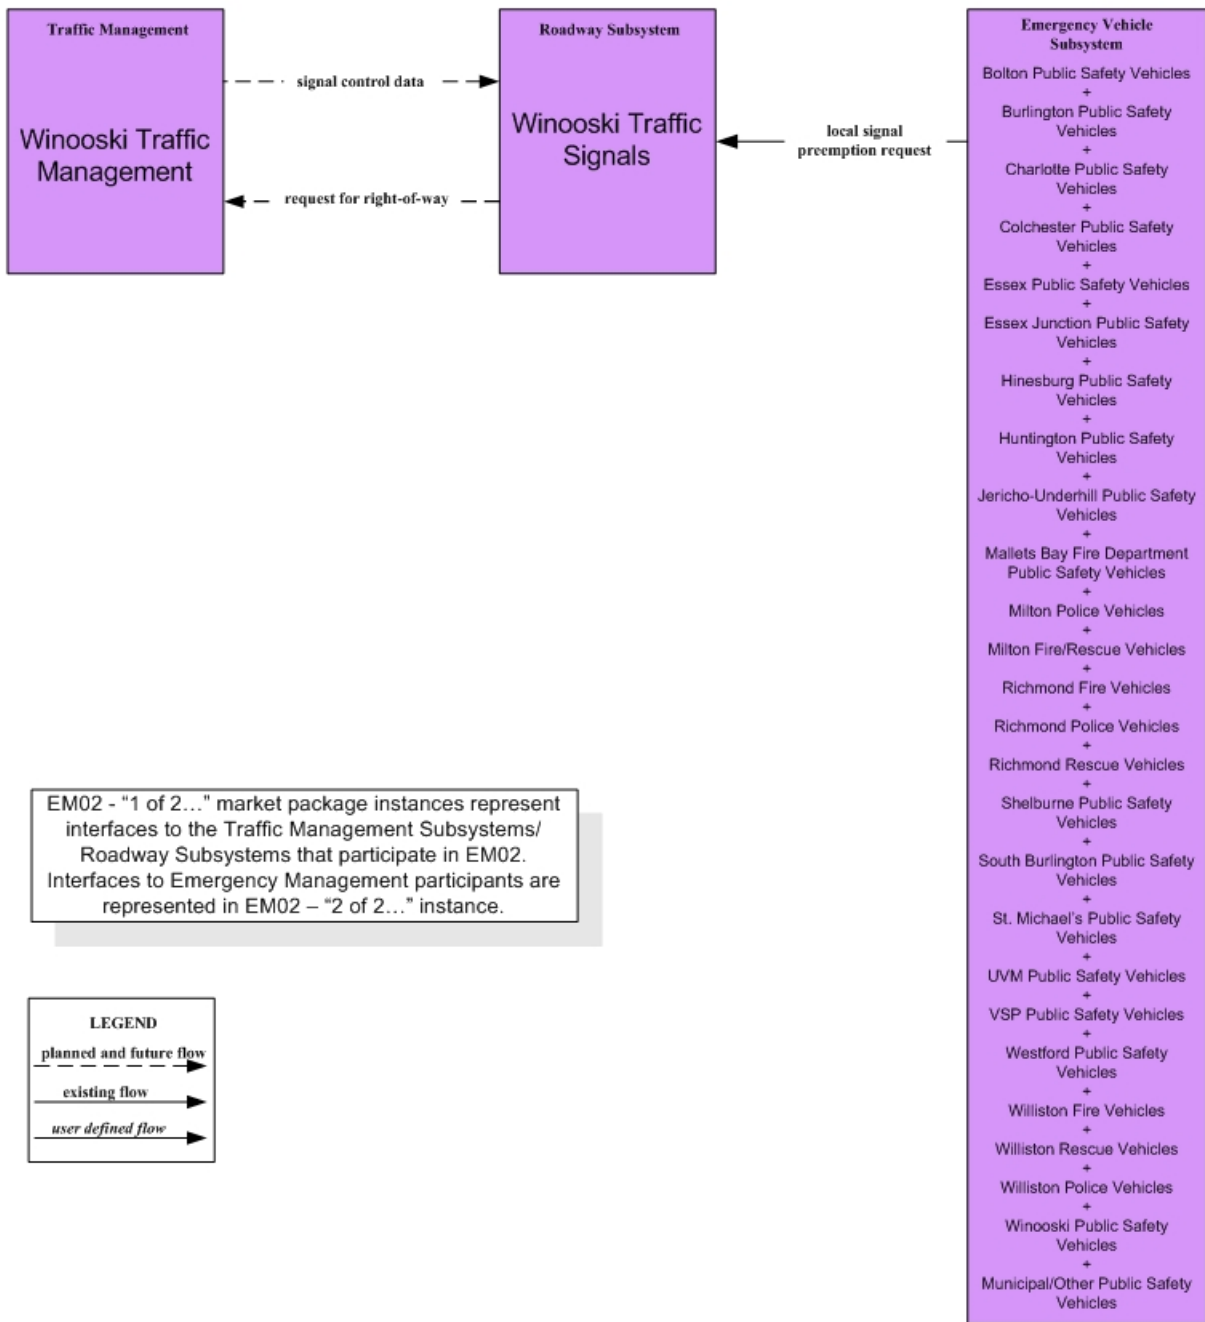 Traffic Management
Winooski Traffic
Management
signal control data
request for right-of-way
Roadway Subsystem
Winooski Traffic
Signals
local signal
preemption request
Emergency Vehicle
Subsystem
Bolton Public Safety Vehicles
+
Burlington Public Safety
Vehicles
+
Charlotte Public Safety
Vehicles
+
Colchester Public Safety
Vehicles
+
Essex Public Safety Vehicles
+
Essex Junction Public Safety
Vehicles
+
Hinesburg Public Safety
Vehicles
+
Huntington Public Safety
Vehicles
+
Jericho-Underhill Public Safety
Vehicles
+
Mallets Bay Fire Department
Public Safety Vehicles
+
Milton Police Vehicles
+
Milton Fire/Rescue Vehicles
+
Richmond Fire Vehicles
+
Richmond Police Vehicles
+
Richmond Rescue Vehicles
+
Shelburne Public Safety
Vehicles
+
South Burlington Public Safety
Vehicles
+
St. Michael's Public Safety
Vehicles
+
UVM Public Safety Vehicles
+
VSP Public Safety Vehicles
+
Westford Public Safety
Vehicles
+
Williston Fire Vehicles
+
Williston Rescue Vehicles
+
Williston Police Vehicles
+
Winooski Public Safety
Vehicles
+
Municipal/Other Public Safety
Vehicles
EM02 - “1 of 2…” market package instances represent
interfaces to the Traffic Management Subsystems/
Roadway Subsystems that participate in EM02.
Interfaces to Emergency Management participants are
represented in EM02 – “2 of 2…” instance.
LEGEND
planned and future flow
existing flow
user defined flow